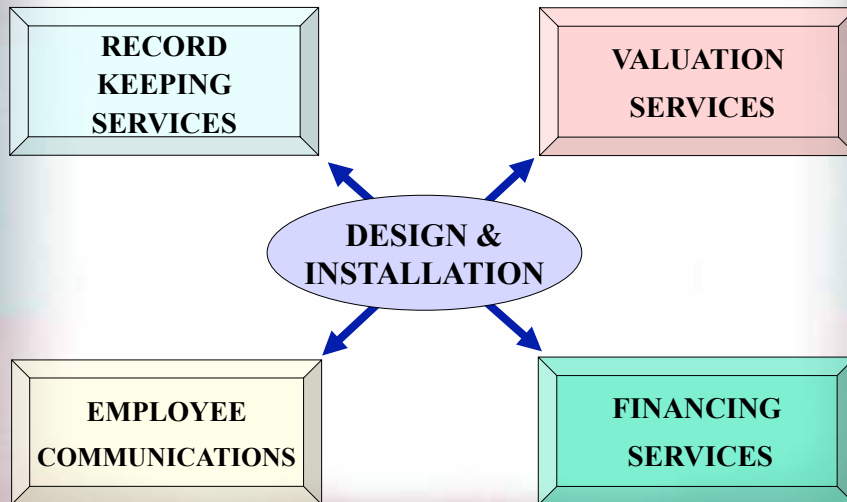 RECORD
KEEPING
SERVICES
VALUATION
SERVICES
DESIGN &
INSTALLATION
EMPLOYEE
COMMUNICATIONS
FINANCING
SERVICES